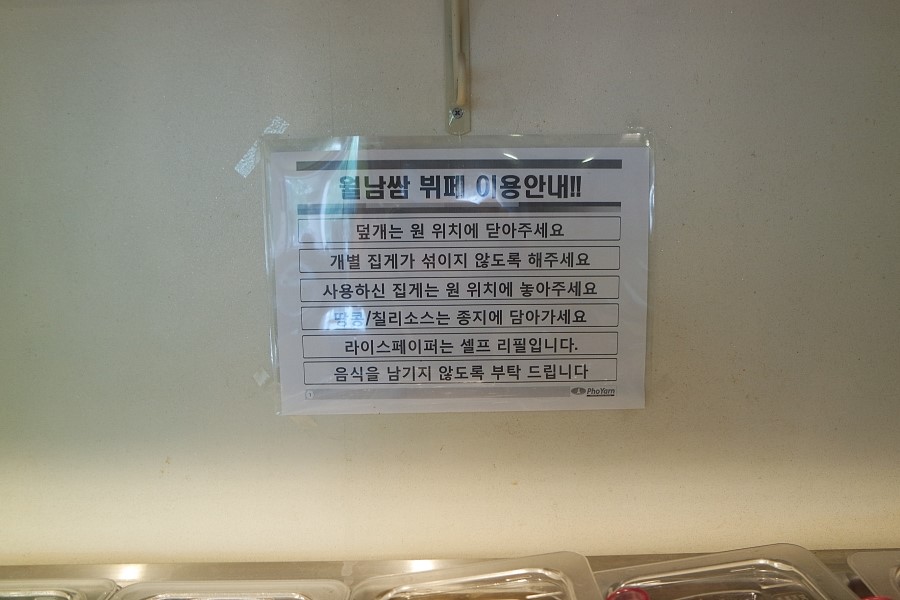 월남쌈 뷔페 이용안내!!
덮개는 원 위치에 닫아주세요
개별 집게가 섞이지 않도록 해주세요
사용하신 집게는 원 위치에 놓아주세요
땅콩/칠리소스는 종지에 담아가세요
라이스페이퍼는 셀프 리필입니다.
음식을 남기지 않도록 부탁 드립니다
1
PhoYarn